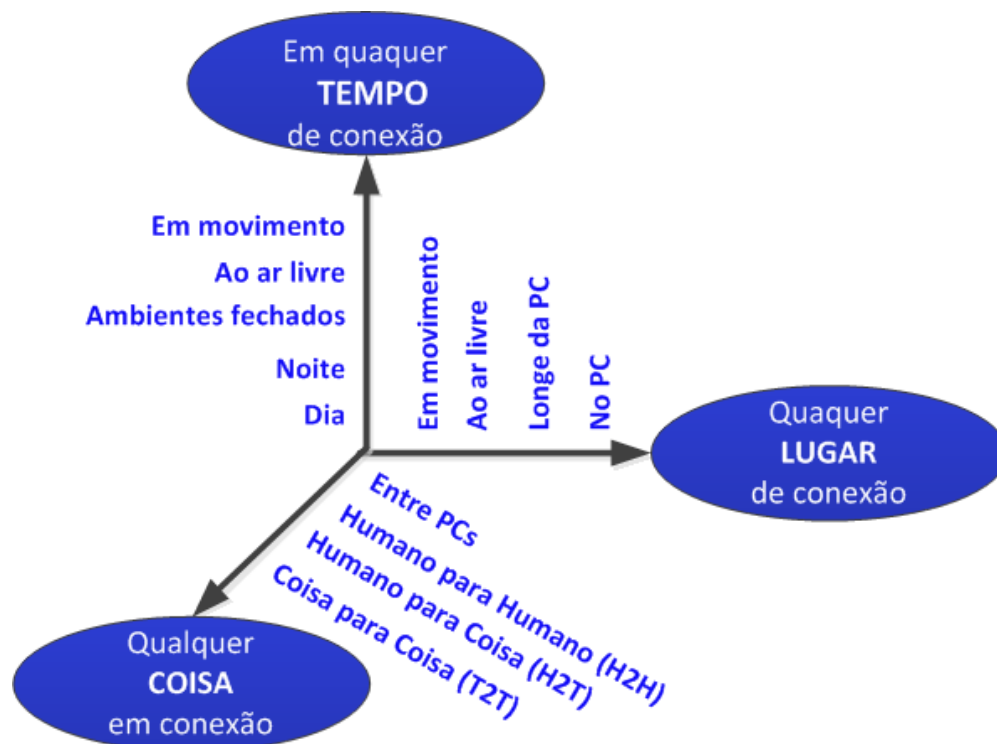 Em quaquer
TEMPO
de conexão
Em movimento
Ao ar livre
Ambientes fechados
Noite
Dia
Em movimento
Ao ar livre
Longe da PC
No PC
Quaquer
LUGAR
de conexão
Entre PCs
Humano para Humano (H2H)
Humano para Coisa (H2T)
Coisa para Coisa (T2T)
Qualquer
COISA
em conexão